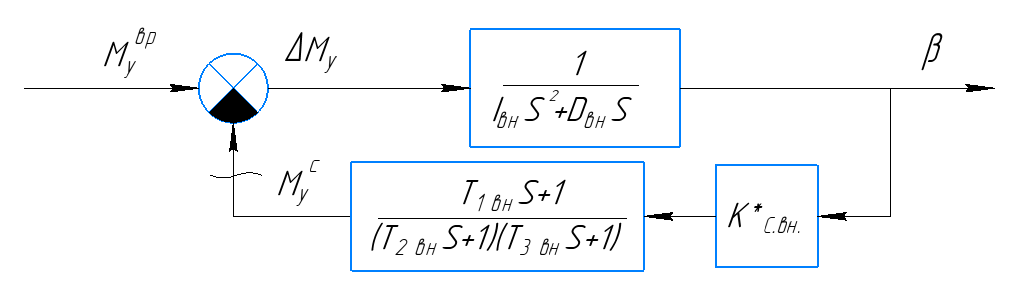 M_y^вр
ΔM_y
1
I_вн S^2+D_вн S
β
M_y^c
T_1 вн S+1
(T_2 вн S+1)(T_3 вн S+1)
K*_С.вн.